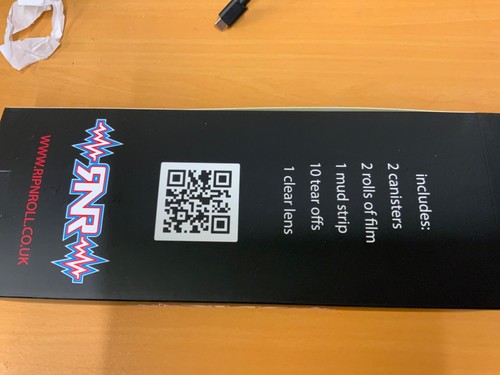 includes:
2 canisters
2 rolls of film
1 mud strip
10 tear offs
1 clear lens
RNR
WWW.RIPNROLL.CO.UK